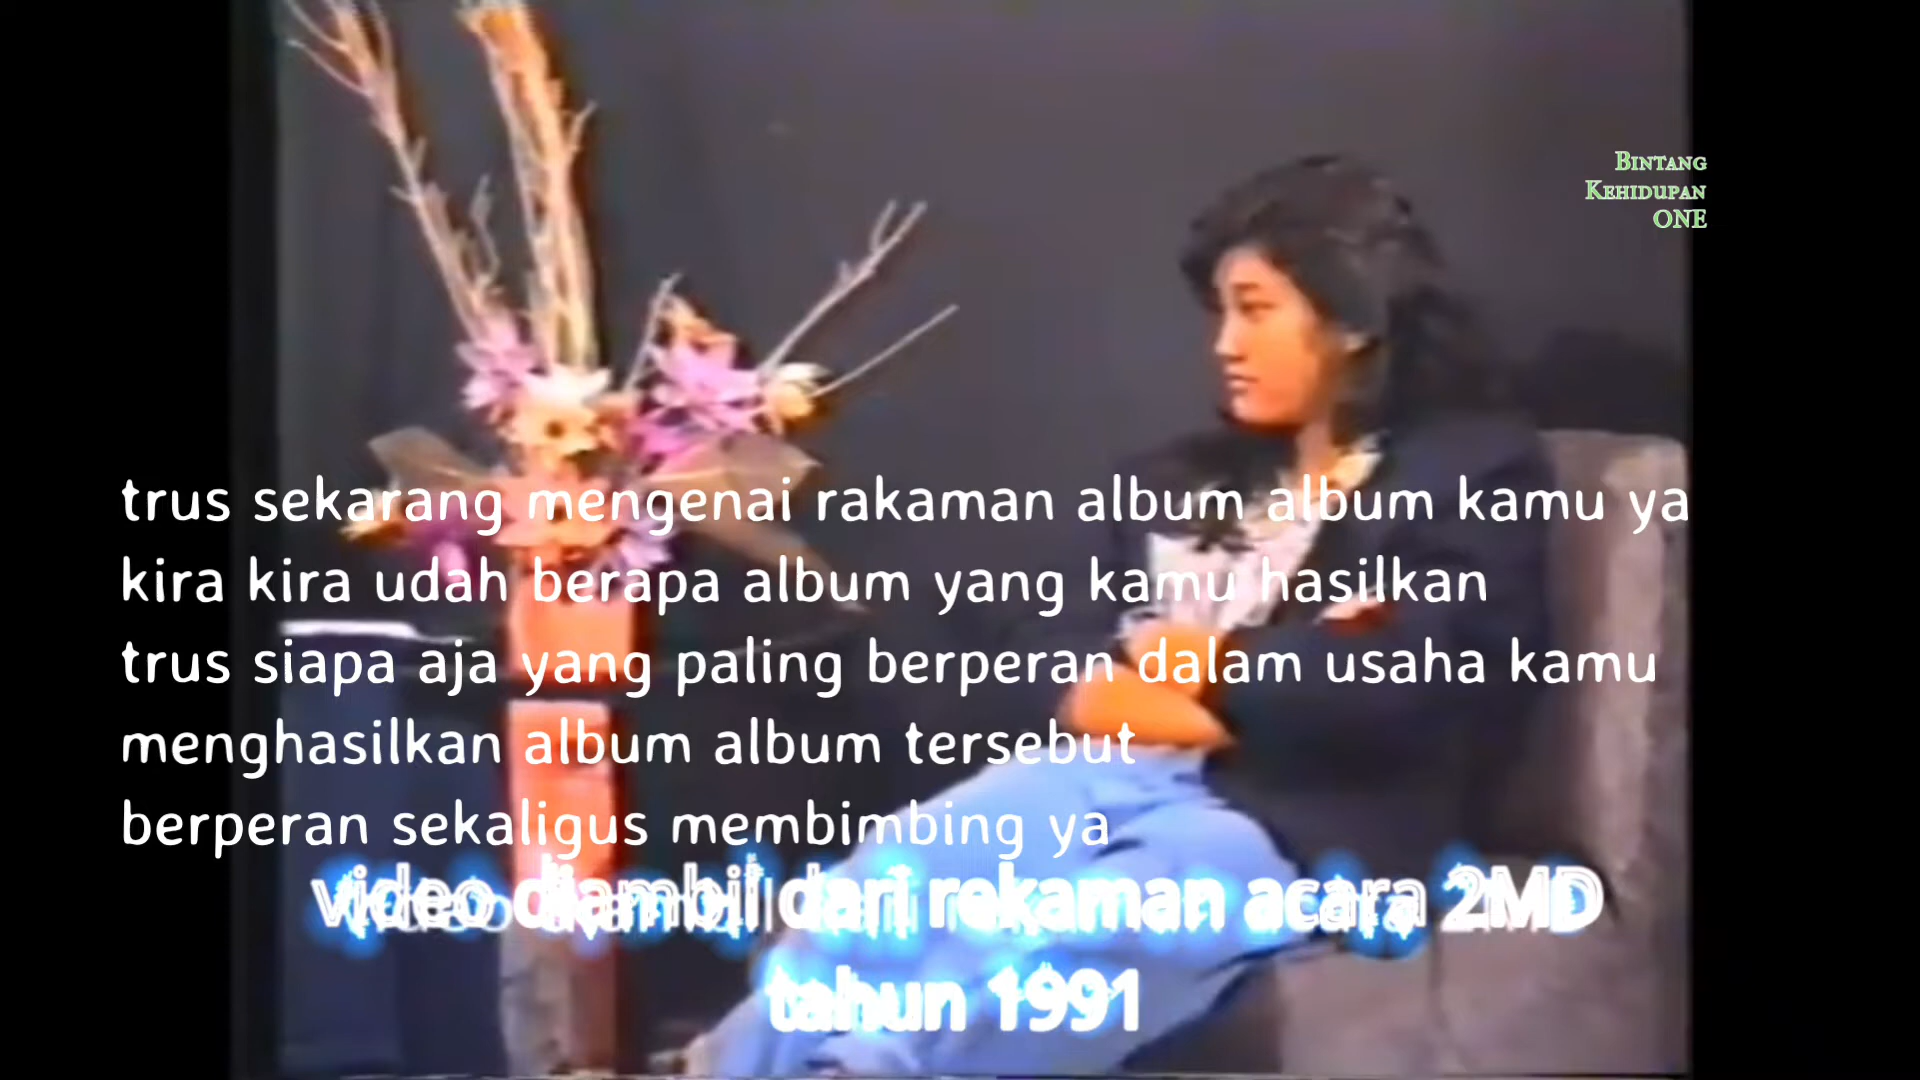 Bintang
Kehidupan
ONE
trus sekarang mengenai rakaman album album kamu ya
kira kira udah berapa album yang kamu hasilkan
trus siapa aja yang paling berperan dalam usaha kamu
menghasilkan album album tersebut
berperan sekaligus membimbing ya
video diambil dari rekaman acara 2MD
tahun 1991